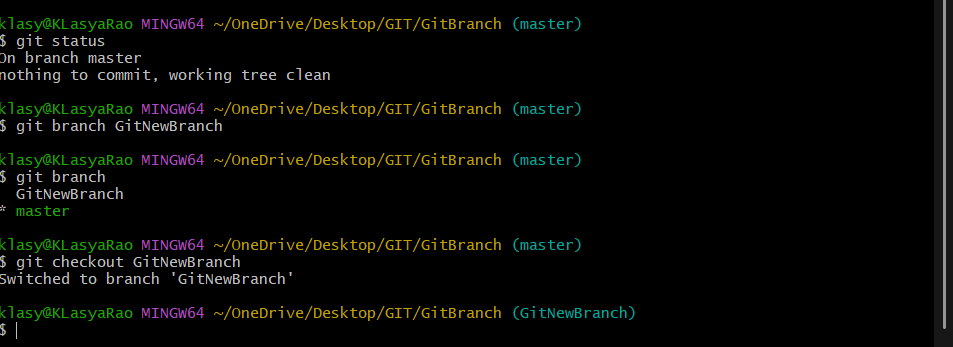 klasy@KLasyaRao MINGW64 ~/OneDrive/Desktop/GIT/GitBranch (master)
$ git status
On branch master
nothing to commit, working tree clean
klasy@KLasyaRao MINGW64 ~/OneDrive/Desktop/GIT/GitBranch (master)
$ git branch GitNewBranch
klasy@KLasyaRao MINGW64 ~/OneDrive/Desktop/GIT/GitBranch (master)
$ git branch
  GitNewBranch
* master
klasy@KLasyaRao MINGW64 ~/OneDrive/Desktop/GIT/GitBranch (master)
$ git checkout GitNewBranch
Switched to branch 'GitNewBranch'
klasy@KLasyaRao MINGW64 ~/OneDrive/Desktop/GIT/GitBranch (GitNewBranch)
$